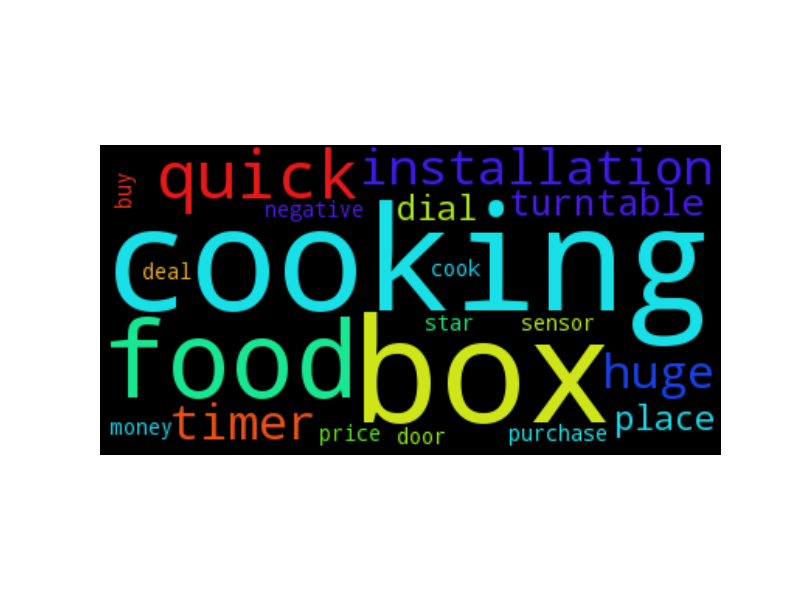 buy quick installation
negative dial turntable
cooking
deal cook
star sensor
food box huge
money timer price door purchase place